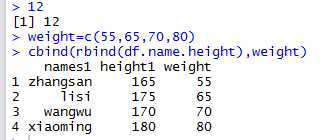 > 12
[1] 12
> weight=c(55,65,70,80)
> cbind(rbind(df.name.height),weight)
names1 height1 weight
1 zhangsan 165 55
2 lisi 175 65
3 wangwu 170 70
4 xiaoming 180 80